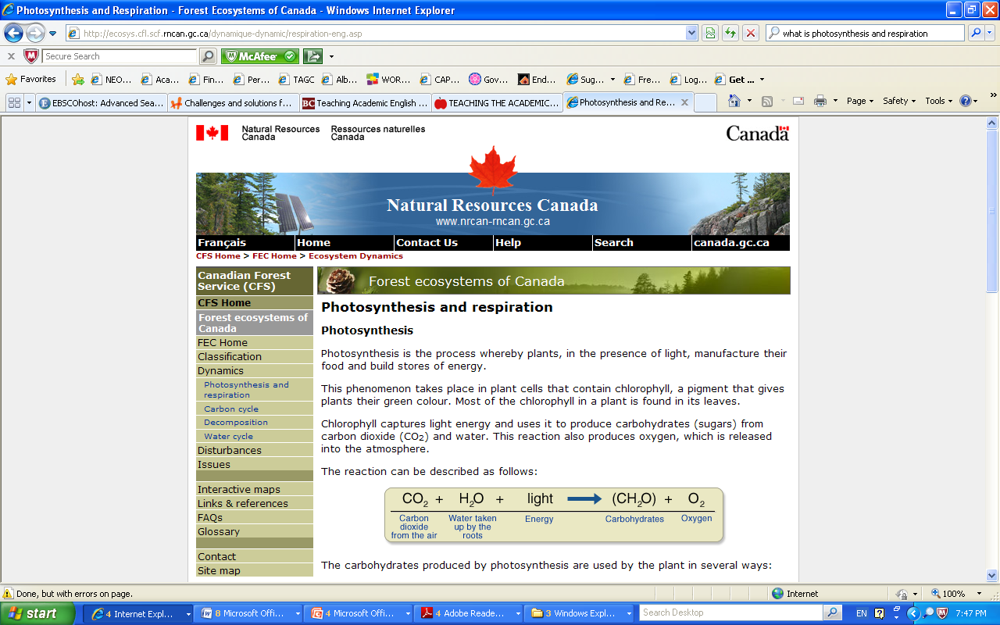 Photosynthesis and Respiration - Forest Ecosystems of Canada - Windows Internet Explorer
http://ecosys.cfl.scf.rncan.gc.ca/dynamique-dynamic/respiration-eng.asp
what is photosynthesis and respiration
Secure Search
McAfee
Favorites
NEO...
Aca...
Fin...
Per...
TAGC
Alb...
WOR...
CAP...
Gov...
End...
Sug...
Fre...
Log...
Get ...
EBSCOhost: Advanced Sea...
Challenges and solutions f...
BC Teaching Academic English ...
TEACHING THE ACADEMIC...
Photosynthesis and Re...
Page
Safety
Tools
Natural Resources Ressources naturelles
Canada Canada
Canada
Natural Resources Canada
www.nrcan-rncan.gc.ca
Français Home Contact Us Help Search canada.gc.ca
CFS Home > FEC Home > Ecosystem Dynamics
Canadian Forest
Service (CFS)
CFS Home
Forest ecosystems of
Canada
FEC Home
Classification
Dynamics
Photosynthesis and
respiration
Carbon cycle
Decomposition
Water cycle
Disturbances
Issues
Interactive maps
Links & references
FAQs
Glossary
Contact
Site map
Forest ecosystems of Canada
Photosynthesis and respiration
Photosynthesis
Photosynthesis is the process whereby plants, in the presence of light, manufacture their
food and build stores of energy.
This phenomenon takes place in plant cells that contain chlorophyll, a pigment that gives
plants their green colour. Most of the chlorophyll in a plant is found in its leaves.
Chlorophyll captures light energy and uses it to produce carbohydrates (sugars) from
carbon dioxide (CO2) and water. This reaction also produces oxygen, which is released
into the atmosphere.
The reaction can be described as follows:
CO2 + H2O + light (CH2O) + O2
Carbon
dioxide
from the air
Water taken
up by the
roots
Energy
Carbohydrates
Oxygen
The carbohydrates produced by photosynthesis are used by the plant in several ways:
Done, but with errors on page.
Internet
100%
start
4 Internet Expl...
8 Microsoft Offi...
4 Microsoft Offi...
4 Adobe Reade...
3 Windows Expl...
Search Desktop
EN
7:47 PM